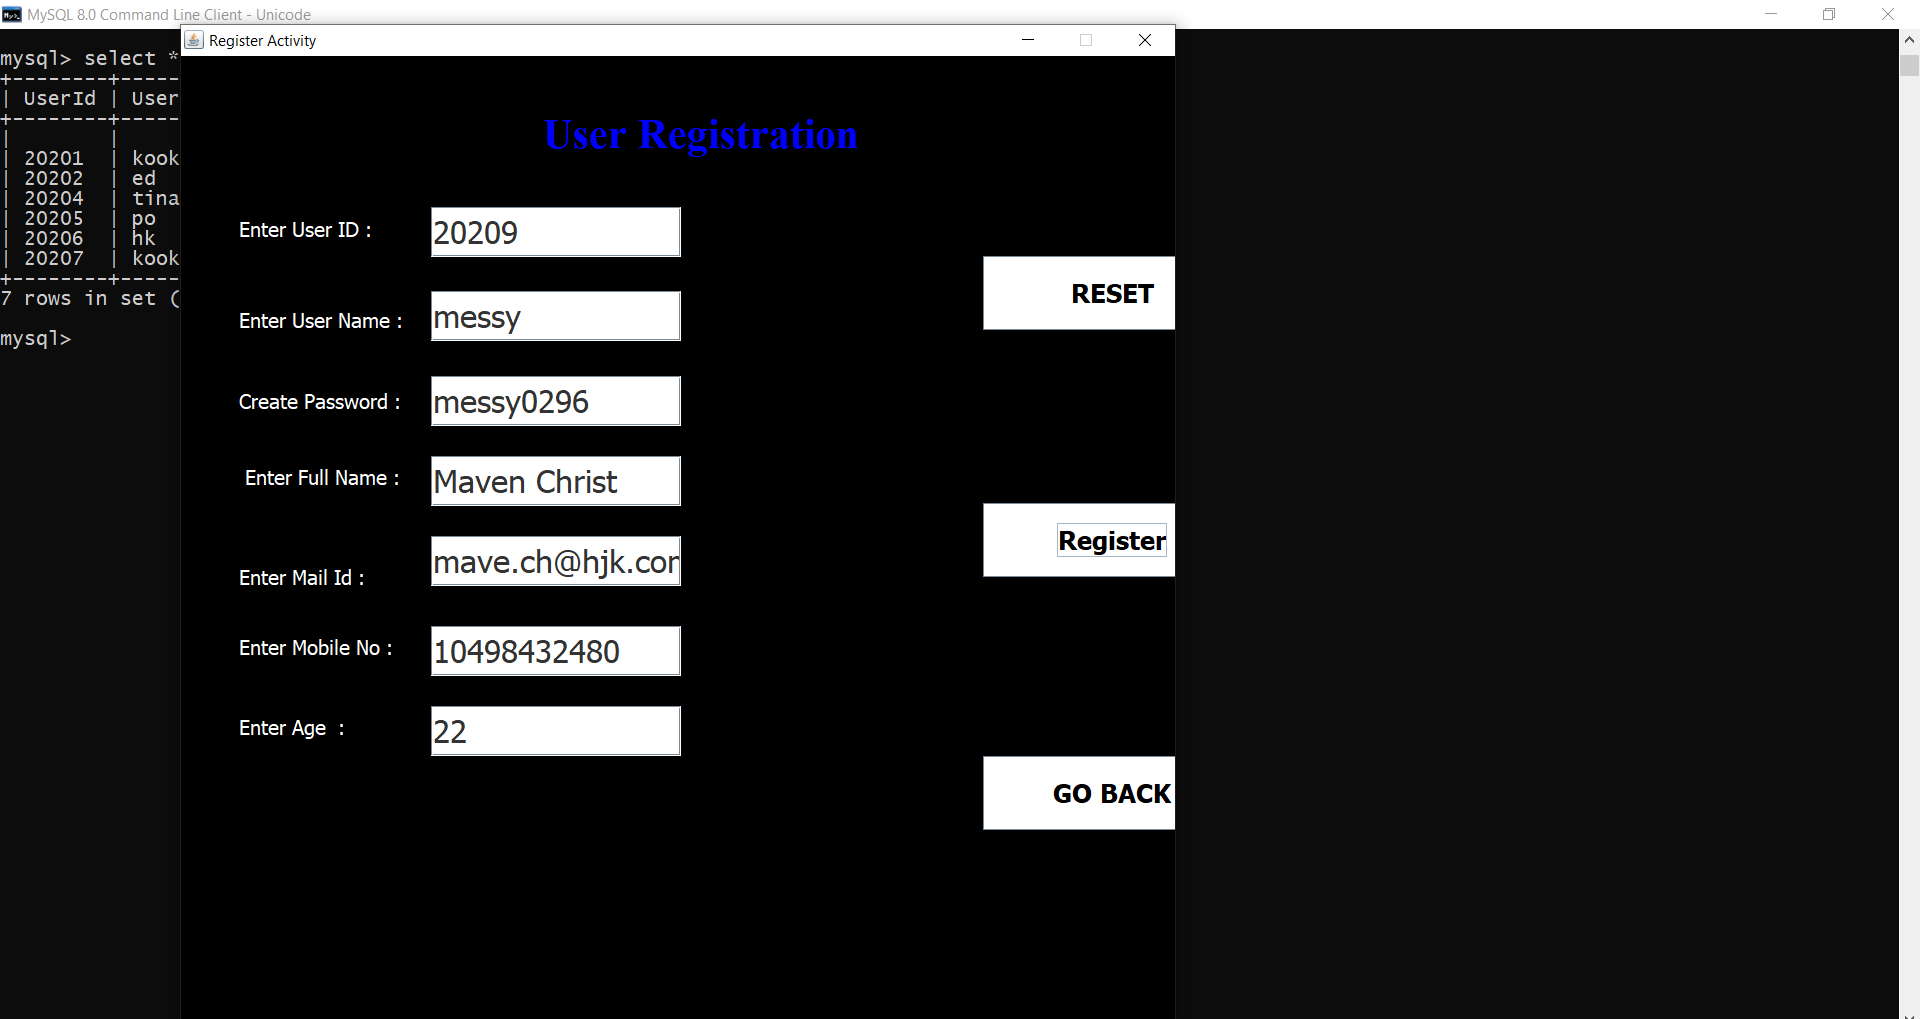 MySQL 8.0 Command Line Client - Unicode
mysql> select *
+--------+-----
| UserId | User
+--------+-----
|        |
| 20201  | kook
| 20202  | ed
| 20204  | tina
| 20205  | po
| 20206  | hk
| 20207  | kook
+--------+-----
7 rows in set (
mysql>
Register Activity
User Registration
Enter User ID : 20209
Enter User Name : messy
Create Password : messy0296
Enter Full Name : Maven Christ
Enter Mail Id : mave.ch@hjk.com
Enter Mobile No : 10498432480
Enter Age : 22
RESET
Register
GO BACK